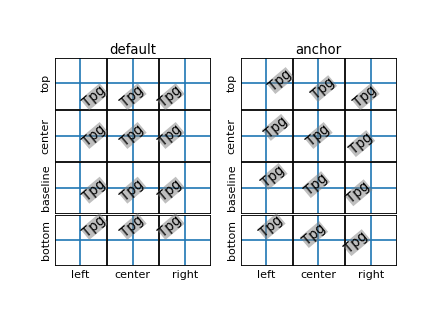 default anchor
top Tpg Tpg Tpg top Tpg Tpg Tpg
center Tpg Tpg Tpg center Tpg Tpg Tpg
baseline Tpg Tpg Tpg baseline Tpg Tpg Tpg
bottom Tpg Tpg Tpg bottom Tpg Tpg Tpg
left center right left center right